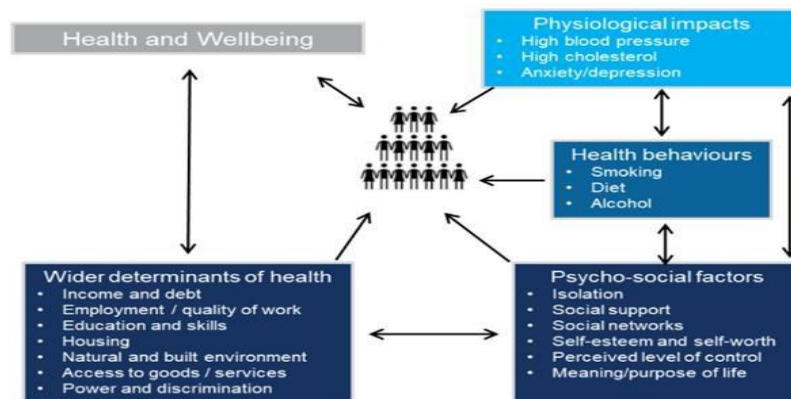 Health and Wellbeing
Physiological impacts
• High blood pressure
• High cholesterol
• Anxiety/depression
Health behaviours
• Smoking
• Diet
• Alcohol
Wider determinants of health
• Income and debt
• Employment / quality of work
• Education and skills
• Housing
• Natural and built environment
• Access to goods / services
• Power and discrimination
Psycho-social factors
• Isolation
• Social support
• Social networks
• Self-esteem and self-worth
• Perceived level of control
• Meaning/purpose of life